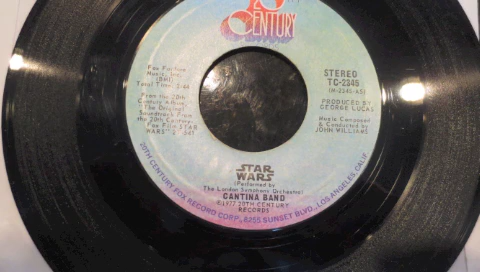 20th
CENTURY
Fox Fanfare
Music, Inc.
(BMI)
Total Time: 2:44
From the 20th
Century Album,
"The Original
Soundtrack From
the 20th Century-
Fox Film STAR
WARS" 2T-541
STEREO
TC-2345
PRODUCED BY
GEORGE LUCAS
Music Composed
& Conducted by
JOHN WILLIAMS
STAR
WARS
(Performed by
The London Symphony Orchestra)
CANTINA BAND
℗1977 20TH CENTURY
RECORDS
20TH CENTURY FOX RECORD CORP., 8255 SUNSET BLVD., LOS ANGELES, CALIF.